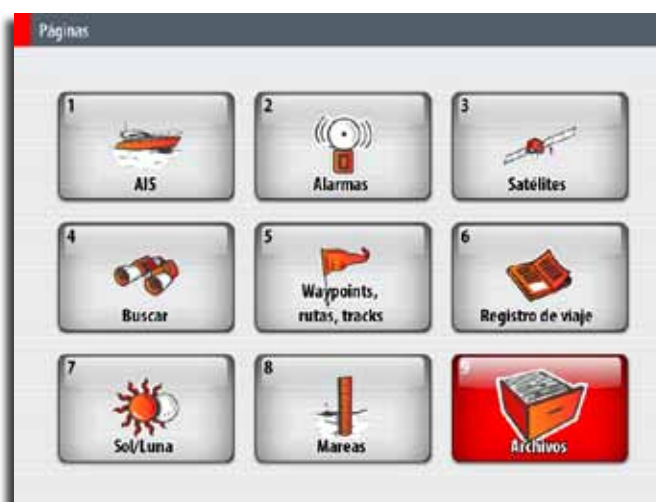 Páginas
1
AIS
2
Alarmas
3
Satélites
4
Buscar
5
Waypoints,
rutas, tracks
6
Registro de viaje
7
Sol/Luna
8
Mareas
9
Archivos